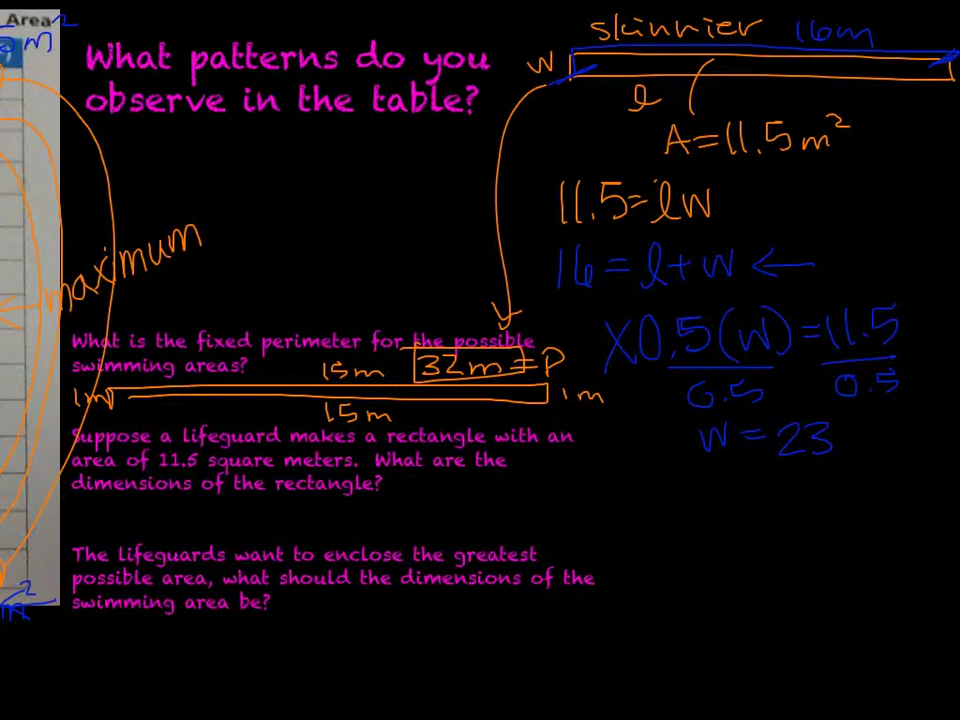 Area
5m²
What patterns do you
observe in the table?
skinnier 16m
w
l
A=11.5m²
11.5=lw
16=l+w ←
X0.5(w)=11.5
0.5 0.5
w=23
maximum
What is the fixed perimeter for the possible
swimming areas?
15m 32m=P
1m 1m
15m
Suppose a lifeguard makes a rectangle with an
area of 11.5 square meters. What are the
dimensions of the rectangle?
The lifeguards want to enclose the greatest
possible area, what should the dimensions of the
swimming area be?
m²